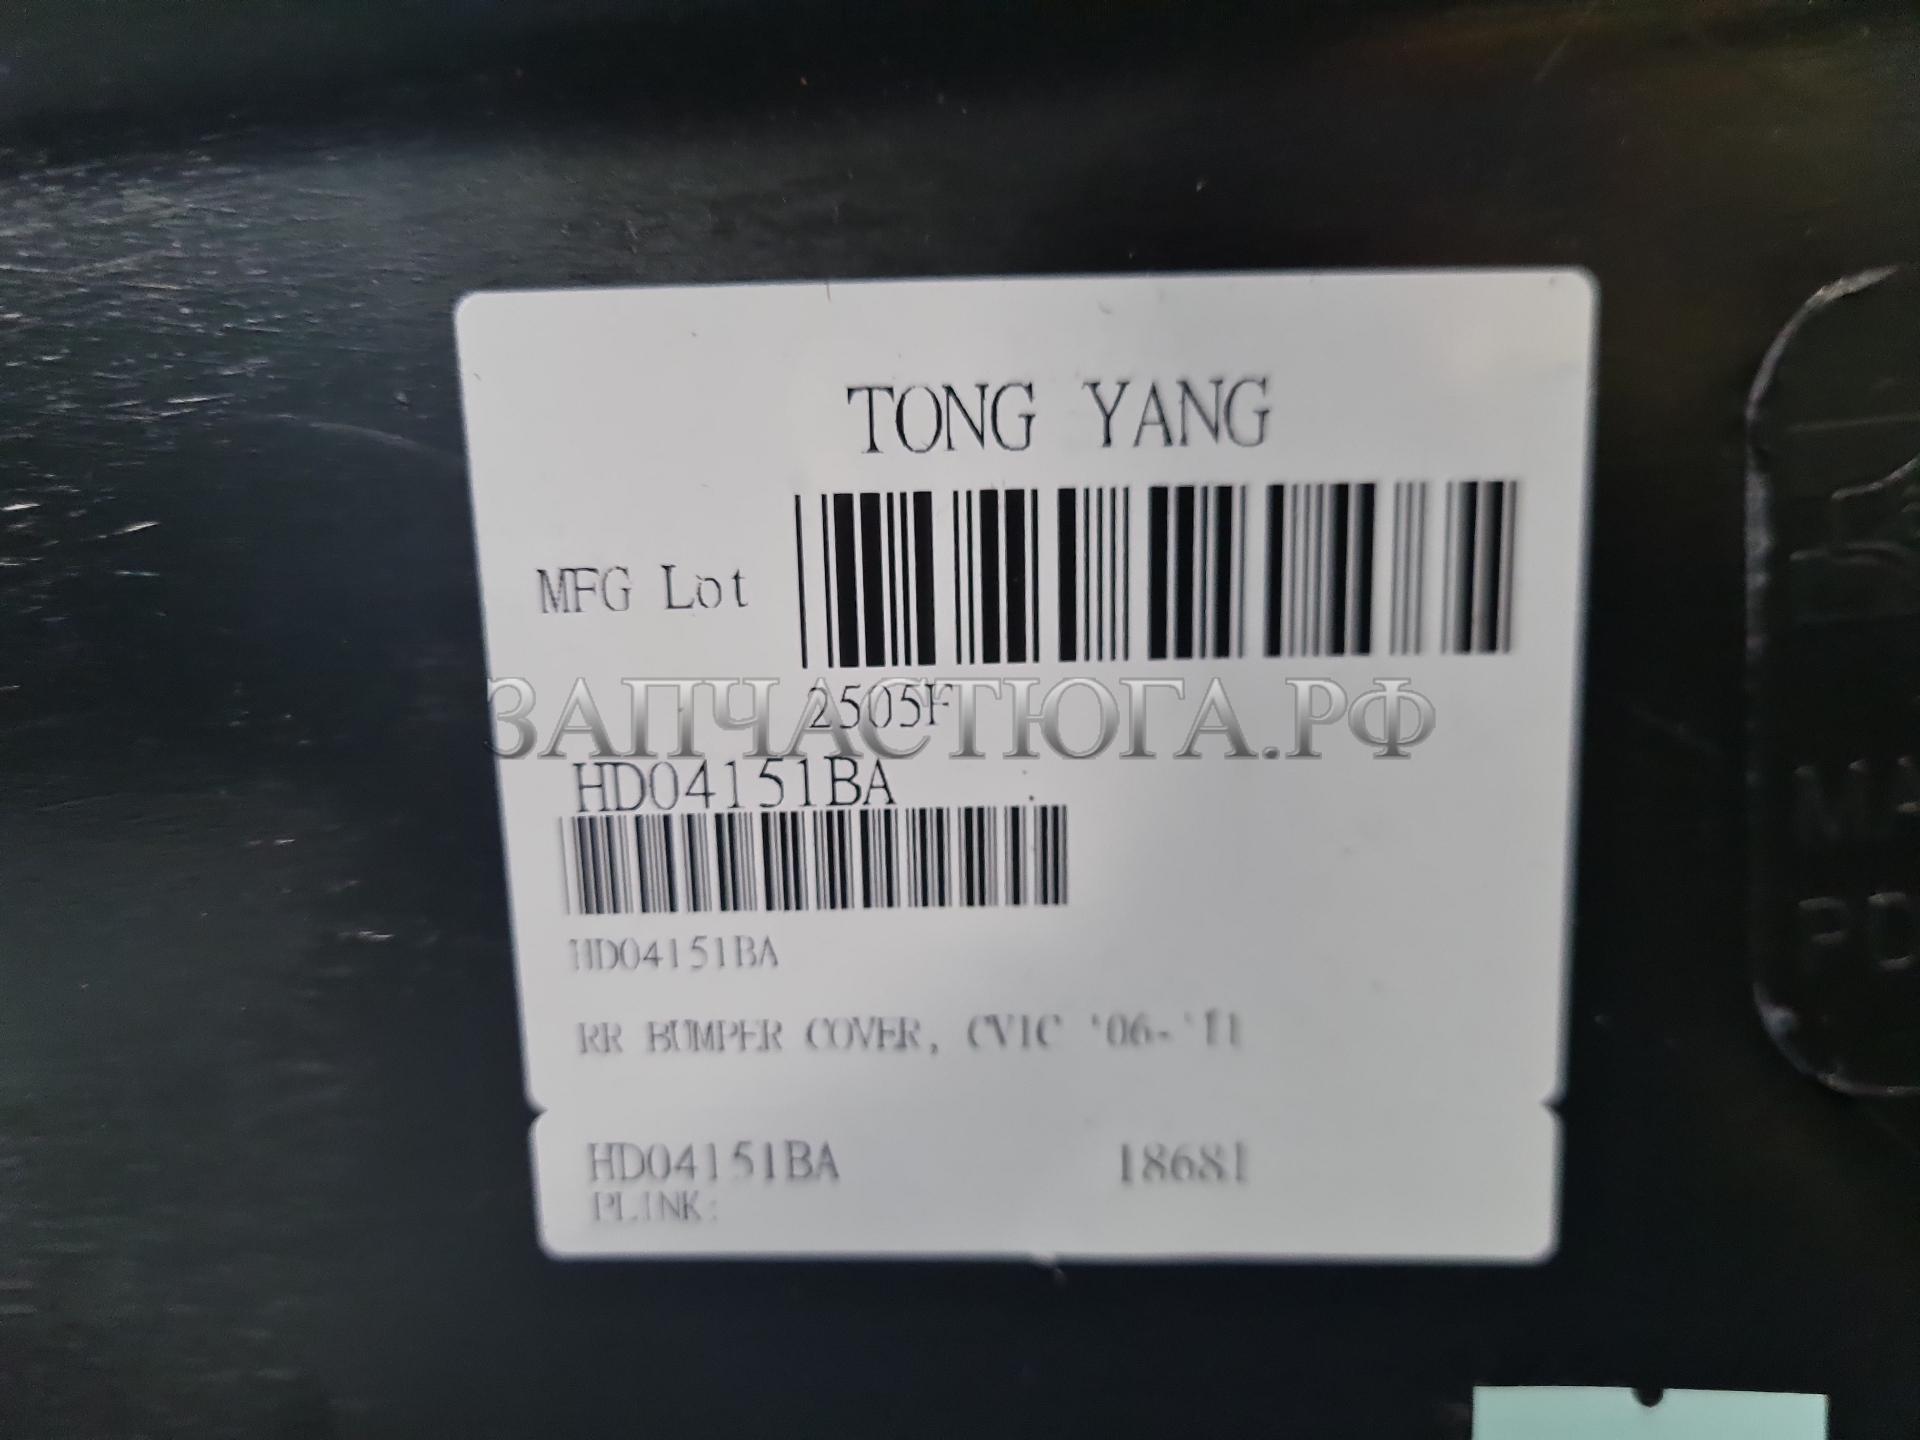 TONG YANG
MFG Lot
2505F
ЗАПЧАСТЮГА.РФ
HD04151BA
HD04151BA
RR BUMPER COVER, CVIC '06-'11
HD04151BA 18681
PLINK: